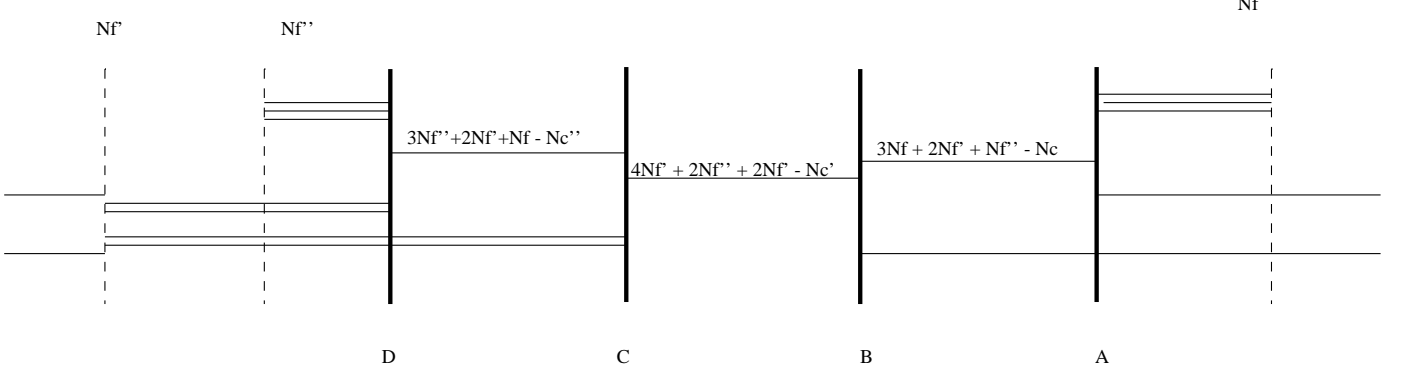 Nf
Nf’
Nf’’
3Nf’’+2Nf’+Nf - Nc’’
3Nf + 2Nf’ + Nf’’ - Nc
4Nf’ + 2Nf’’ + 2Nf’ - Nc’
D
C
B
A